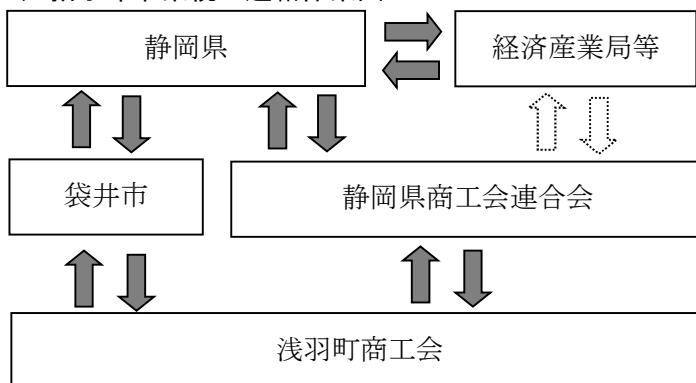 静岡県
経済産業局等
袋井市
静岡県商工会連合会
浅羽町商工会